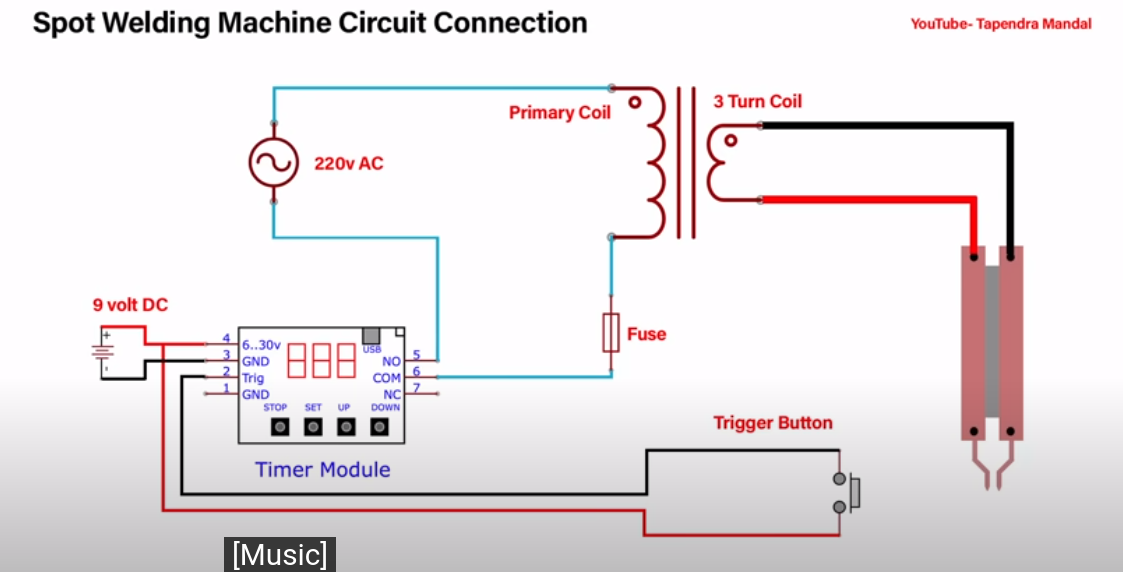 Spot Welding Machine Circuit Connection
YouTube- Tapendra Mandal
Primary Coil
3 Turn Coil
220v AC
9 volt DC
+
-
4
3
2
1
6..30v
GND
Trig
GND
USB
NO
COM
NC
5
6
7
STOP SET UP DOWN
Timer Module
Fuse
Trigger Button
[Music]